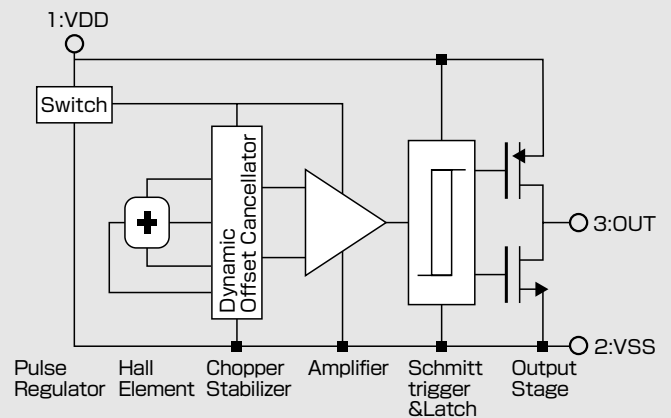 1:VDD
Switch
Dynamic
Offset Cancellator
3:OUT
2:VSS
Pulse
Regulator
Hall
Element
Chopper
Stabilizer
Amplifier
Schmitt
trigger
&Latch
Output
Stage